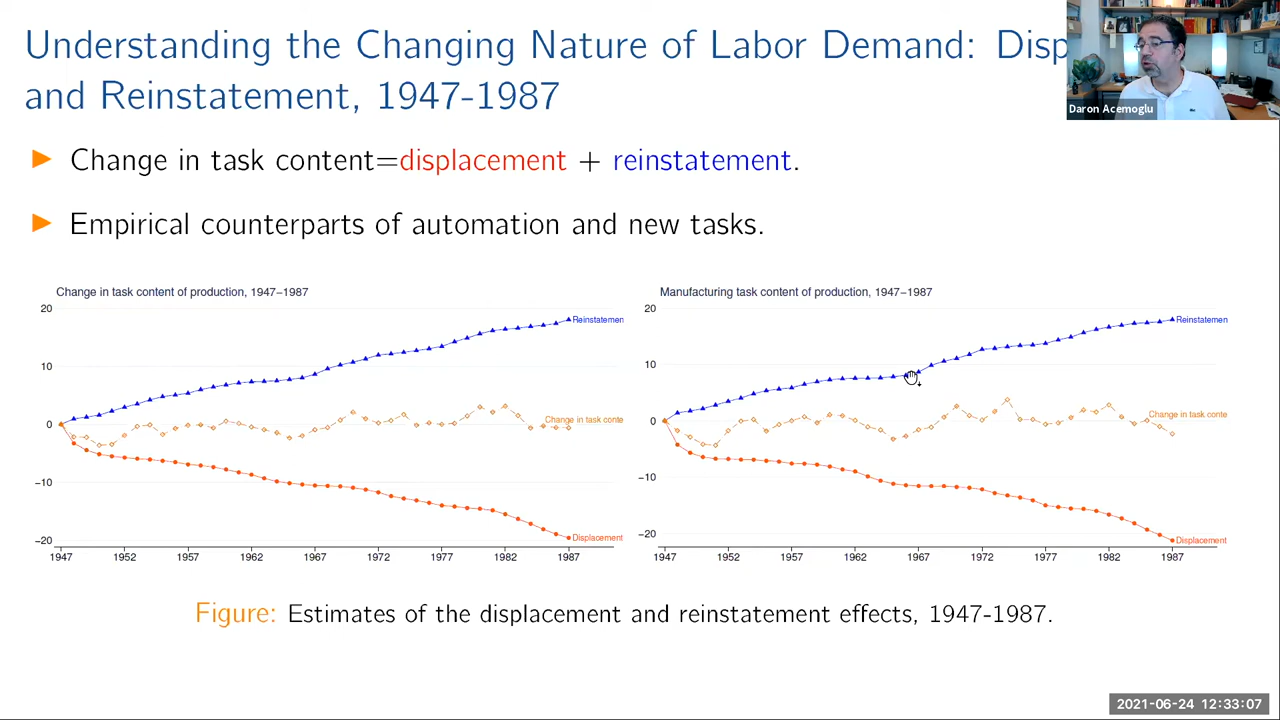 Understanding the Changing Nature of Labor Demand: Disp
and Reinstatement, 1947-1987
Daron Acemoglu
Change in task content=displacement + reinstatement.
Empirical counterparts of automation and new tasks.
Change in task content of production, 1947−1987
20
10
0
−10
−20
Reinstatemen
Change in task conte
Displacement
1947 1952 1957 1962 1967 1972 1977 1982 1987
Manufacturing task content of production, 1947−1987
20
10
0
−10
−20
Reinstatemen
Change in task conte
Displacement
1947 1952 1957 1962 1967 1972 1977 1982 1987
Figure: Estimates of the displacement and reinstatement effects, 1947-1987.
2021-06-24 12:33:07